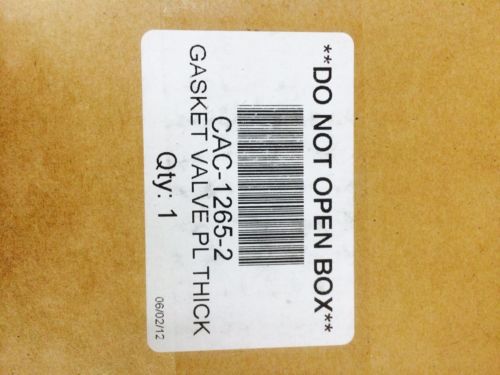 **DO NOT OPEN BOX**
CAC-1265-2
GASKET VALVE PL THICK
Qty: 1
06/02/12